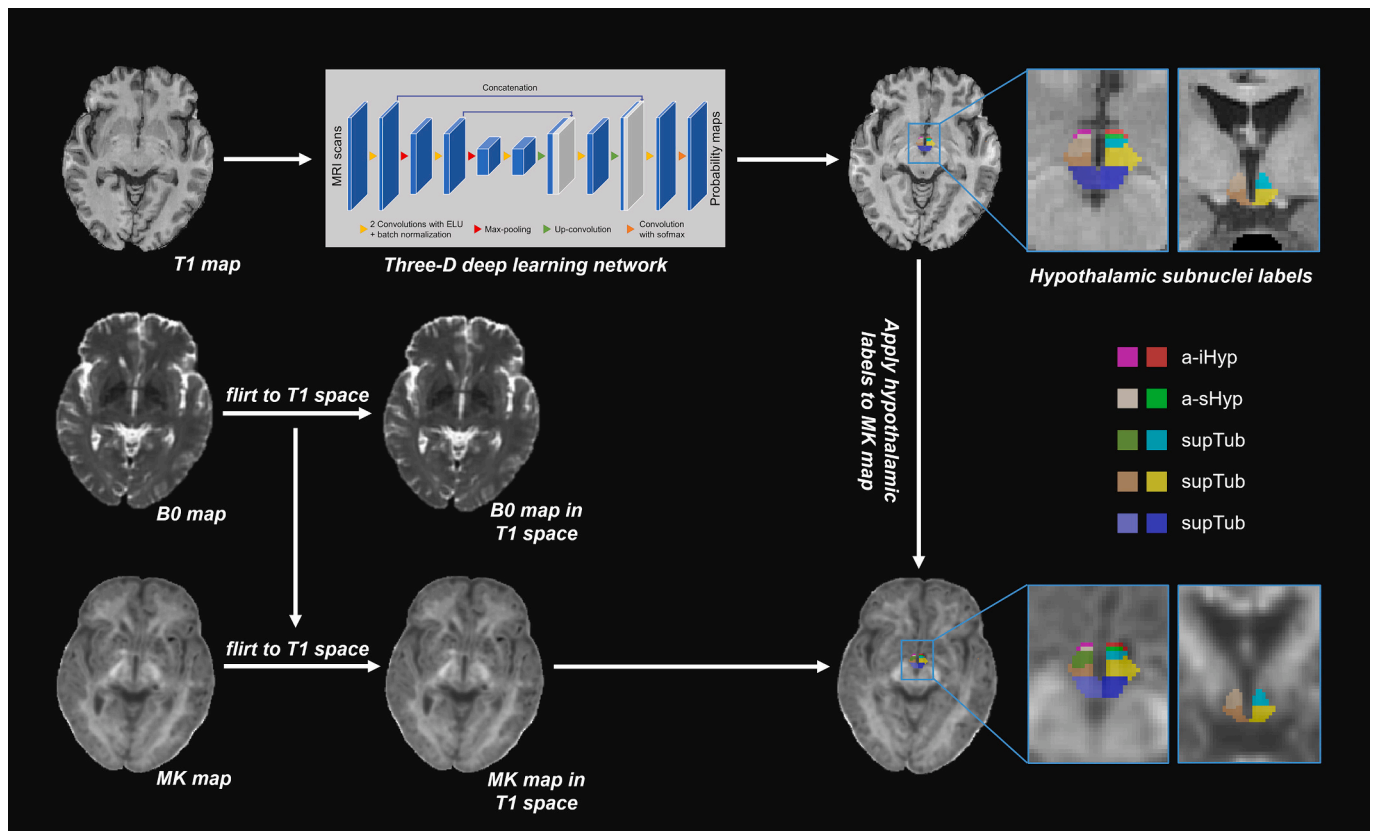 Concatenation
MRI scans
Probability maps
2 Convolutions with ELU
+ batch normalization
Max-pooling
Up-convolution
Convolution
with sofmax
T1 map
Three-D deep learning network
Hypothalamic subnuclei labels
flirt to T1 space
B0 map
B0 map in
T1 space
Apply hypothalamic
labels to MK map
a-iHyp
a-sHyp
supTub
supTub
supTub
flirt to T1 space
MK map
MK map in
T1 space